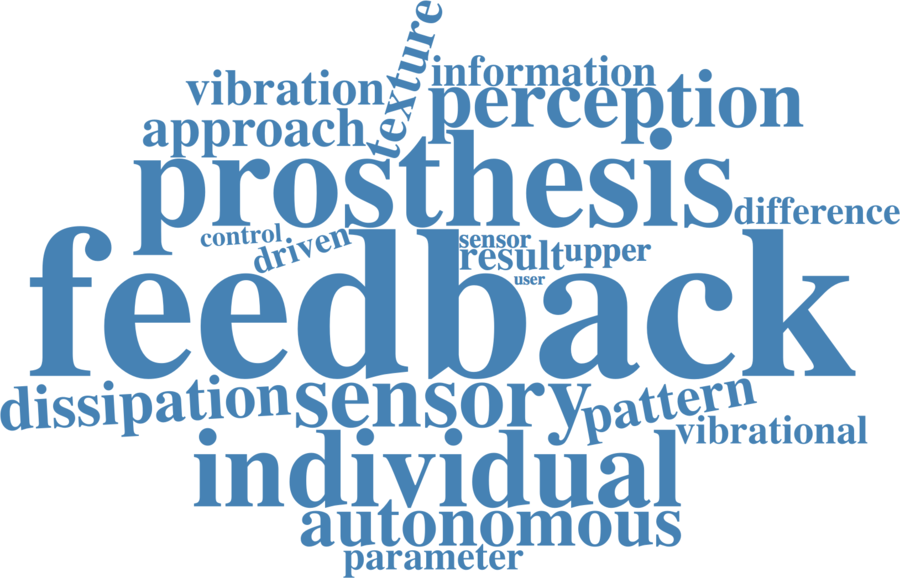 texture
information
vibration
perception
approach
prosthesis
difference
control
driven
sensor
result
upper
user
feedback
dissipation
sensory
pattern
vibrational
individual
autonomous
parameter